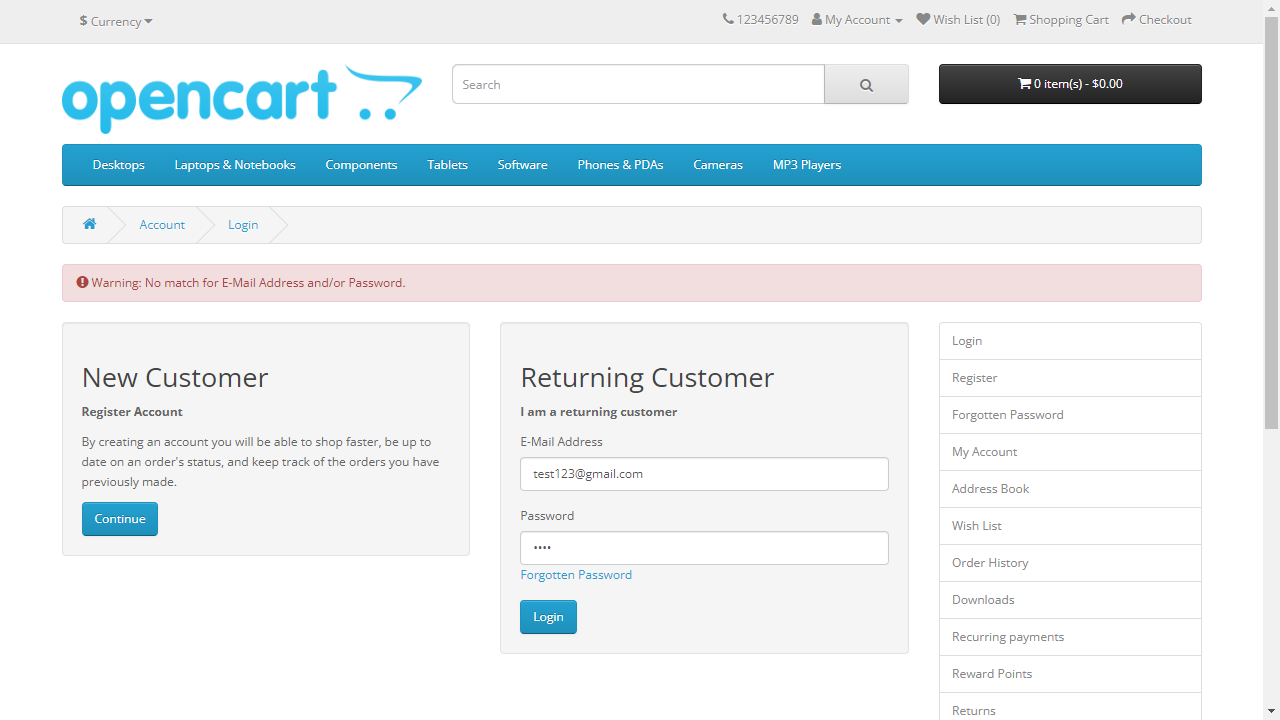 $ Currency
123456789 My Account Wish List (0) Shopping Cart Checkout
opencart
Search
0 item(s) - $0.00
Desktops Laptops & Notebooks Components Tablets Software Phones & PDAs Cameras MP3 Players
Account Login
Warning: No match for E-Mail Address and/or Password.
New Customer
Register Account
By creating an account you will be able to shop faster, be up to
date on an order's status, and keep track of the orders you have
previously made.
Continue
Returning Customer
I am a returning customer
E-Mail Address
test123@gmail.com
Password
••••
Forgotten Password
Login
Login
Register
Forgotten Password
My Account
Address Book
Wish List
Order History
Downloads
Recurring payments
Reward Points
Returns